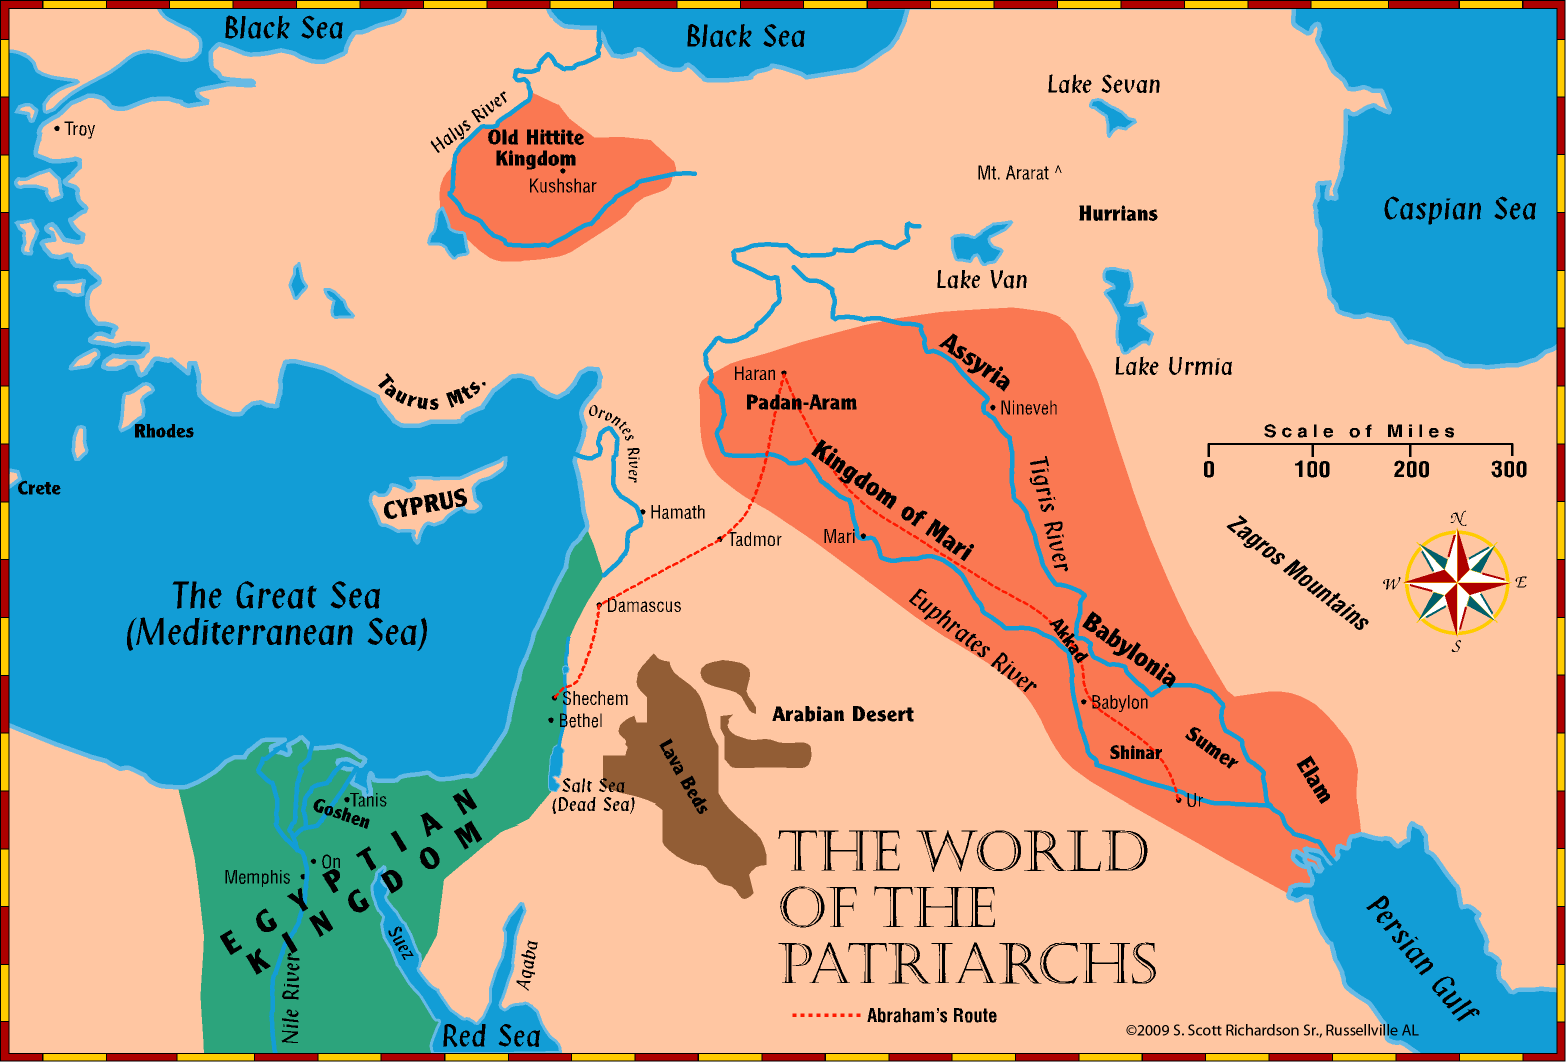 Black Sea
Black Sea
Lake Sevan
Troy
Halys River
Old Hittite
Kingdom
Kushshar
Mt. Ararat ^
Hurrians
Caspian Sea
Lake Van
Assyria
Lake Urmia
Haran
Padan-Aram
Nineveh
Taurus Mts.
Rhodes
Orontes River
Scale of Miles
0 100 200 300
Crete
CYPRUS
Kingdom of Mari
Tigris River
Hamath
Tadmor
Mari
Zagros Mountains
N
W E
S
The Great Sea
(Mediterranean Sea)
Damascus
Euphrates River
Akkad
Babylonia
Shechem
Bethel
Babylon
Arabian Desert
Lava Beds
Shinar
Sumer
Elam
Salt Sea
(Dead Sea)
Ur
Tanis
Goshen
On
Memphis
EGYPTIAN
KINGDOM
Nile River
Suez
Aqaba
Red Sea
Persian Gulf
THE WORLD
OF THE
PATRIARCHS
Abraham's Route
©2009 S. Scott Richardson Sr., Russellville AL